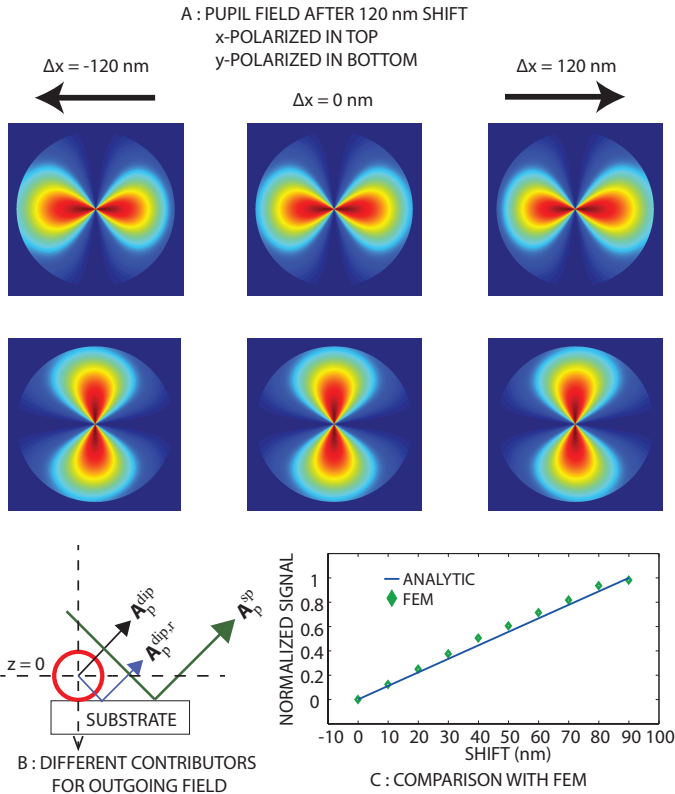 A : PUPIL FIELD AFTER 120 nm SHIFT
x-POLARIZED IN TOP
y-POLARIZED IN BOTTOM
Δx = -120 nm
Δx = 0 nm
Δx = 120 nm
A_p^dip
A_p^dip,r
A_p^sp
z = 0
SUBSTRATE
B : DIFFERENT CONTRIBUTORS
FOR OUTGOING FIELD
NORMALIZED SIGNAL
1
0.8
0.6
0.4
0.2
0
ANALYTIC
FEM
-10 0 10 20 30 40 50 60 70 80 90 100
SHIFT (nm)
C : COMPARISON WITH FEM